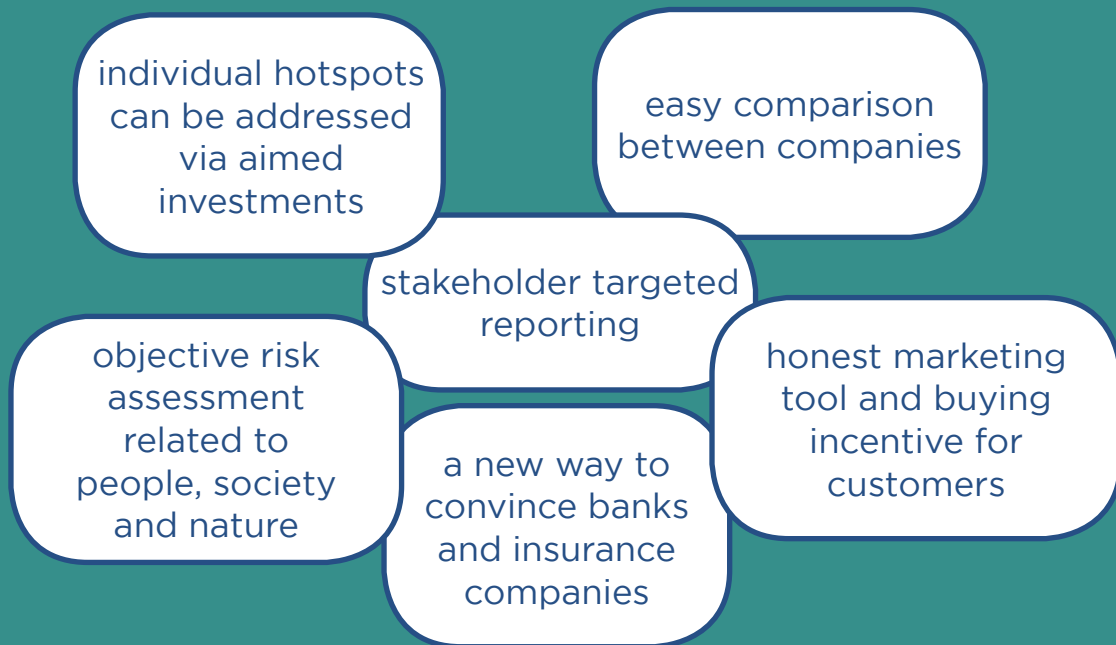 individual hotspots
can be addressed
via aimed
investments
easy comparison
between companies
stakeholder targeted
reporting
objective risk
assessment
related to
people, society
and nature
a new way to
convince banks
and insurance
companies
honest marketing
tool and buying
incentive for
customers